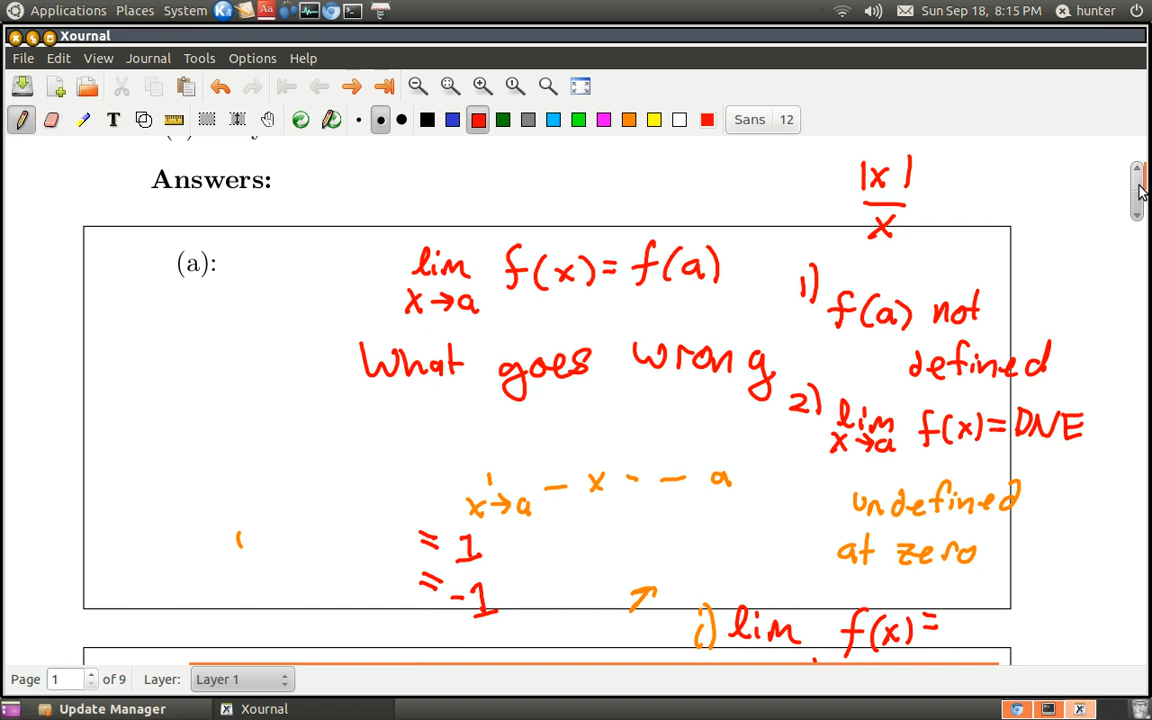 Applications Places System Aa Sun Sep 18, 8:15 PM hunter
Xournal
File Edit View Journal Tools Options Help
T Sans 12
Answers:
|x|
x
(a):
lim f(x) = f(a)
x→a
1)
f(a) not
defined
What goes wrong
2) lim f(x) = DNE
x→a
x→a - x - - a
undefined
at zero
= 1
= -1
i) lim f(x) =
Page 1 of 9 Layer: Layer 1
Update Manager Xournal